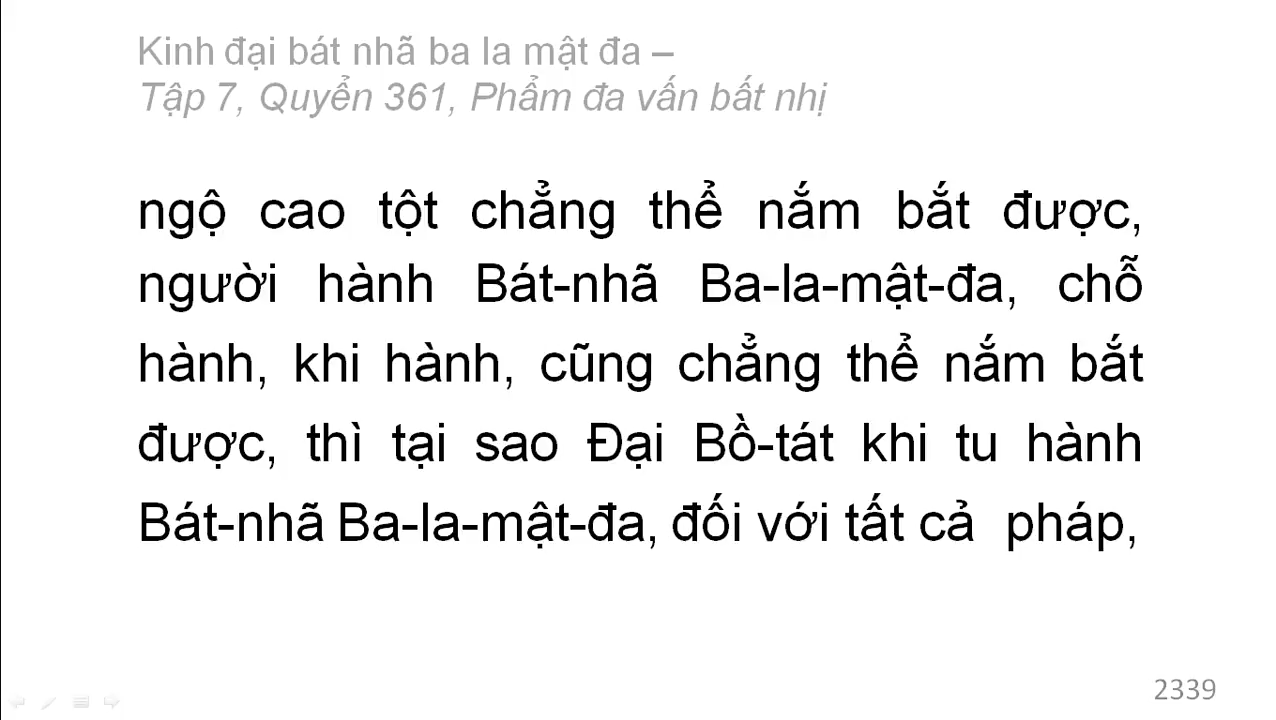 Kinh đại bát nhã ba la mật đa –
Tập 7, Quyển 361, Phẩm đa vấn bất nhị
ngộ cao tột chẳng thể nắm bắt được,
người hành Bát-nhã Ba-la-mật-đa, chỗ
hành, khi hành, cũng chẳng thể nắm bắt
được, thì tại sao Đại Bồ-tát khi tu hành
Bát-nhã Ba-la-mật-đa, đối với tất cả pháp,
2339